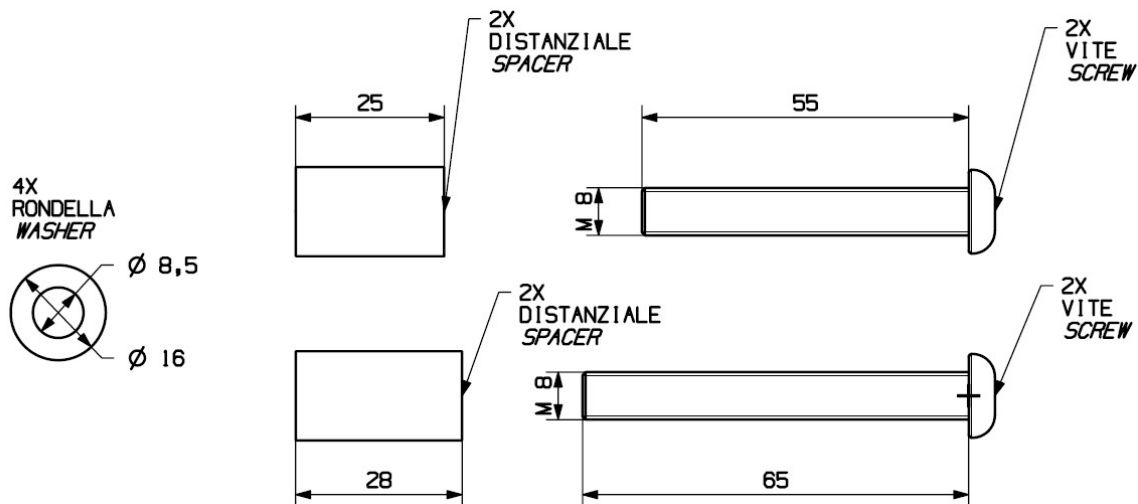 2X
DISTANZIALE
SPACER
25
55
2X
VITE
SCREW
4X
RONDELLA
WASHER
Ø 8,5
Ø 16
M 8
2X
DISTANZIALE
SPACER
28
M 8
65
2X
VITE
SCREW